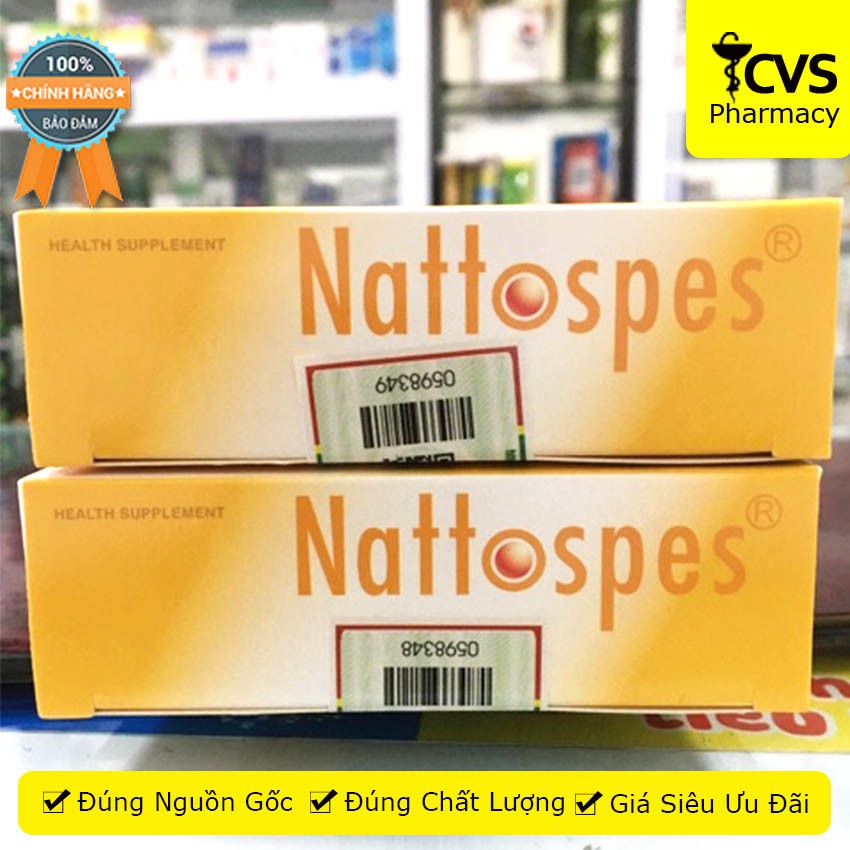 100%
★CHÍNH HÃNG★
BẢO ĐẢM
CVS
Pharmacy
HEALTH SUPPLEMENT
Nattospes®
0598349
HEALTH SUPPLEMENT
Nattospes®
0598348
☑ Đúng Nguồn Gốc ☑ Đúng Chất Lượng ☑ Giá Siêu Ưu Đãi